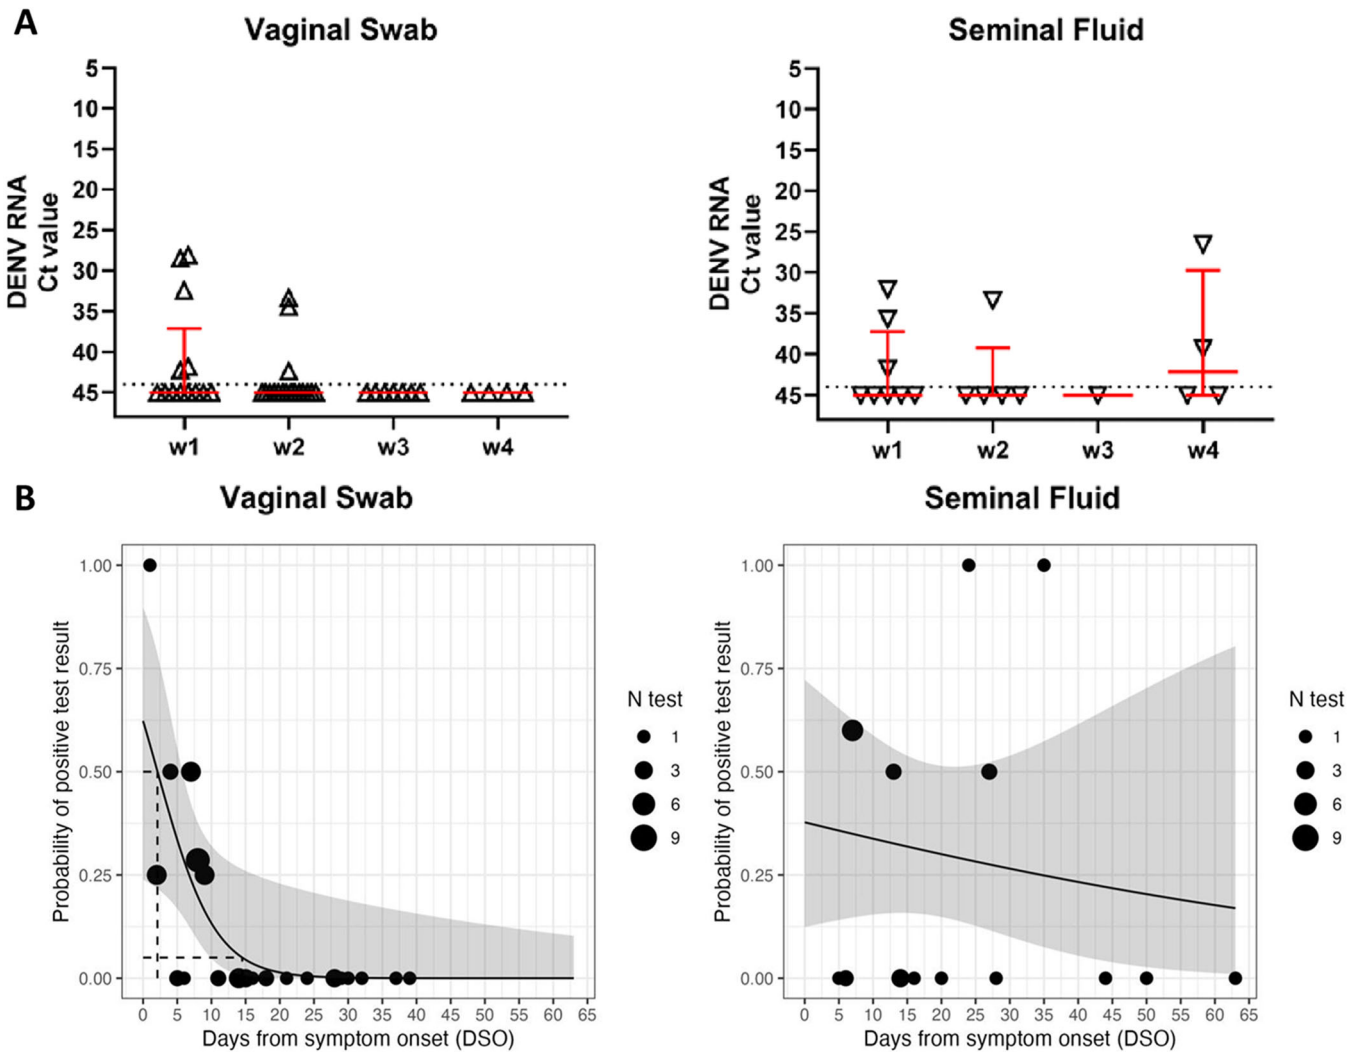 A
Vaginal Swab
Seminal Fluid
DENV RNA
Ct value
5
10
15
20
25
30
35
40
45
w1 w2 w3 w4
DENV RNA
Ct value
5
10
15
20
25
30
35
40
45
w1 w2 w3 w4
B
Vaginal Swab
Seminal Fluid
Probability of positive test result
1.00
0.75
0.50
0.25
0.00
0 5 10 15 20 25 30 35 40 45 50 55 60 65
Days from symptom onset (DSO)
N test
1
3
6
9
Probability of positive test result
1.00
0.75
0.50
0.25
0.00
0 5 10 15 20 25 30 35 40 45 50 55 60 65
Days from symptom onset (DSO)
N test
1
3
6
9